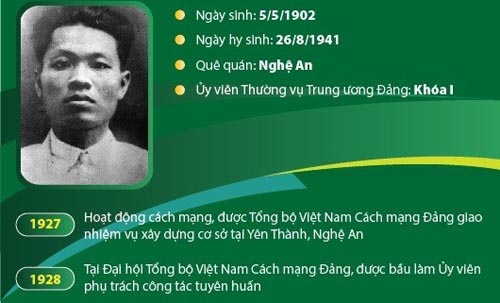 Ngày sinh: 5/5/1902
Ngày hy sinh: 26/8/1941
Quê quán: Nghệ An
Ủy viên Thường vụ Trung ương Đảng: Khóa I
1927
Hoạt động cách mạng, được Tổng bộ Việt Nam Cách mạng Đảng giao
nhiệm vụ xây dựng cơ sở tại Yên Thành, Nghệ An
1928
Tại Đại hội Tổng bộ Việt Nam Cách mạng Đảng, được bầu làm Ủy viên
phụ trách công tác tuyên huấn